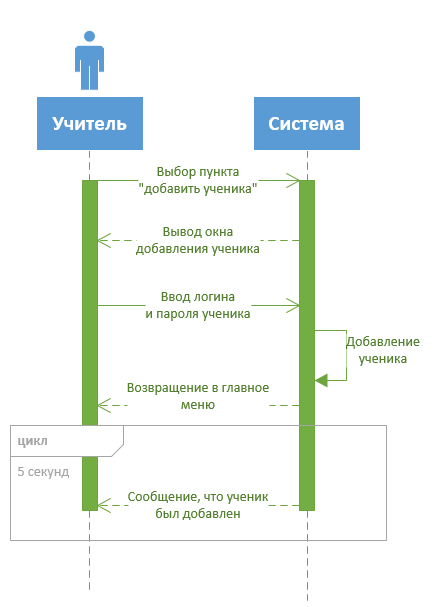 Учитель
Система
Выбор пункта
"добавить ученика"
Вывод окна
добавления ученика
Ввод логина
и пароля ученика
Добавление
ученика
Возвращение в главное
меню
цикл
5 секунд
Сообщение, что ученик
был добавлен